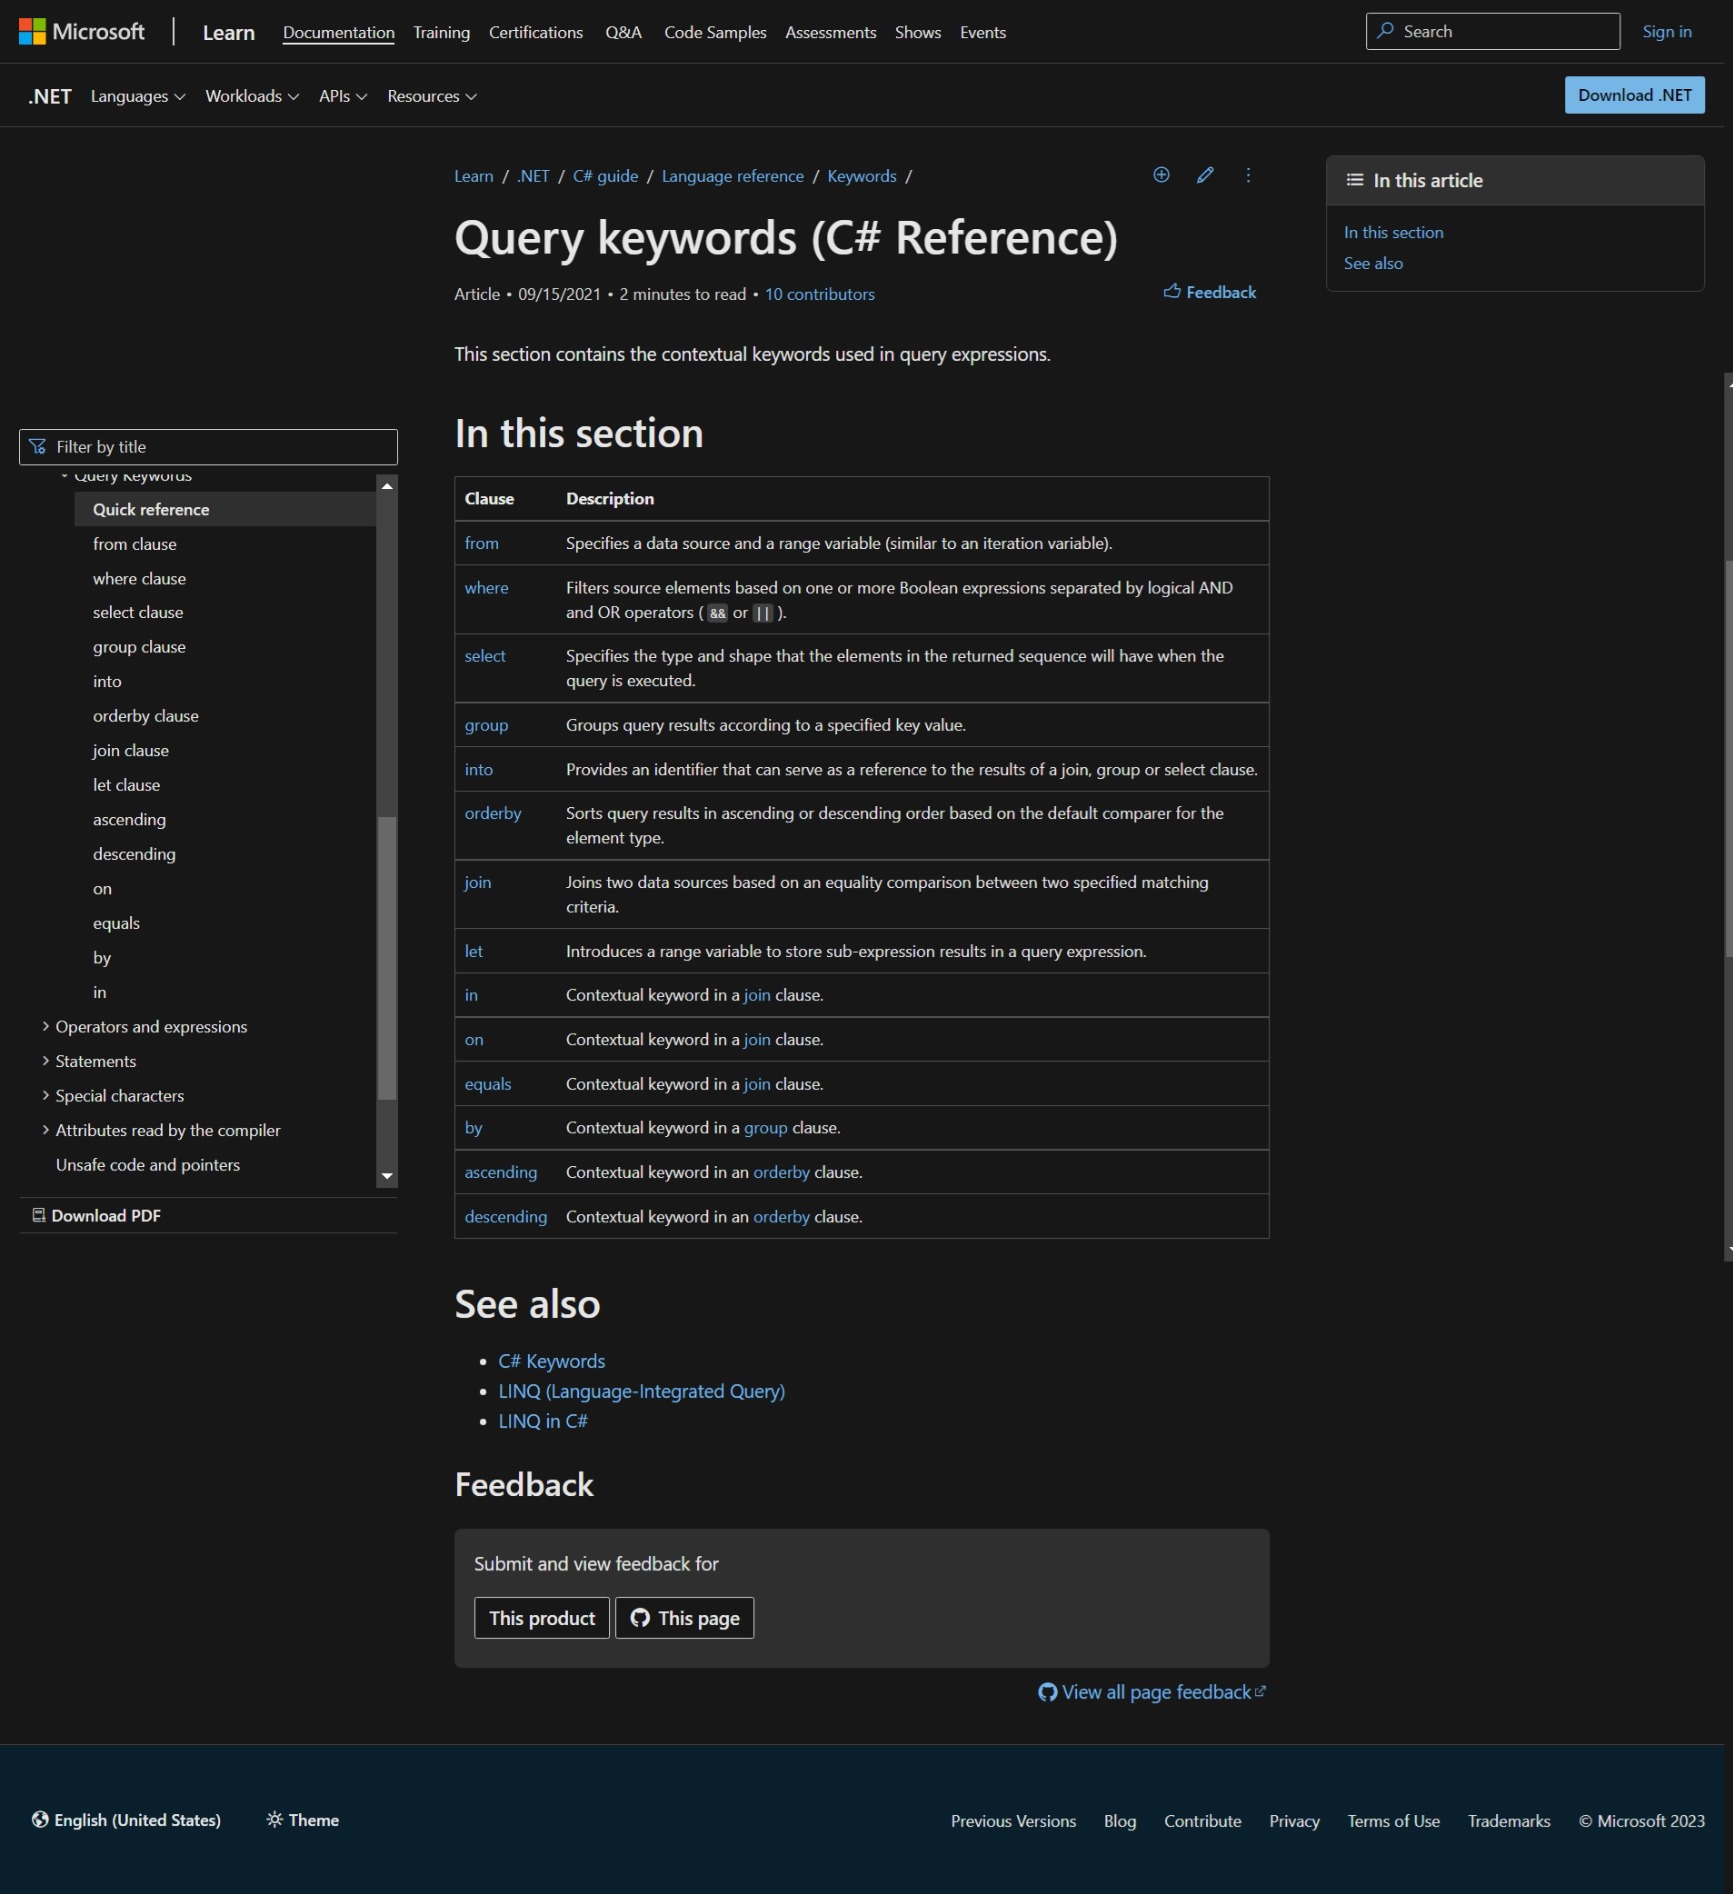 Microsoft
Learn
Documentation
Training
Certifications
Q&A
Code Samples
Assessments
Shows
Events
Search
Sign in
.NET
Languages
Workloads
APIs
Resources
Download .NET
Learn / .NET / C# guide / Language reference / Keywords /
Query keywords (C# Reference)
Article • 09/15/2021 • 2 minutes to read • 10 contributors
Feedback
This section contains the contextual keywords used in query expressions.
In this article
In this section
See also
Filter by title
Query Keywords
Quick reference
from clause
where clause
select clause
group clause
into
orderby clause
join clause
let clause
ascending
descending
on
equals
by
in
Operators and expressions
Statements
Special characters
Attributes read by the compiler
Unsafe code and pointers
Download PDF
In this section
Clause Description
from Specifies a data source and a range variable (similar to an iteration variable).
where Filters source elements based on one or more Boolean expressions separated by logical AND
and OR operators ( && or || ).
select Specifies the type and shape that the elements in the returned sequence will have when the
query is executed.
group Groups query results according to a specified key value.
into Provides an identifier that can serve as a reference to the results of a join, group or select clause.
orderby Sorts query results in ascending or descending order based on the default comparer for the
element type.
join Joins two data sources based on an equality comparison between two specified matching
criteria.
let Introduces a range variable to store sub-expression results in a query expression.
in Contextual keyword in a join clause.
on Contextual keyword in a join clause.
equals Contextual keyword in a join clause.
by Contextual keyword in a group clause.
ascending Contextual keyword in an orderby clause.
descending Contextual keyword in an orderby clause.
See also
• C# Keywords
• LINQ (Language-Integrated Query)
• LINQ in C#
Feedback
Submit and view feedback for
This product
This page
View all page feedback
English (United States)
Theme
Previous Versions
Blog
Contribute
Privacy
Terms of Use
Trademarks
© Microsoft 2023